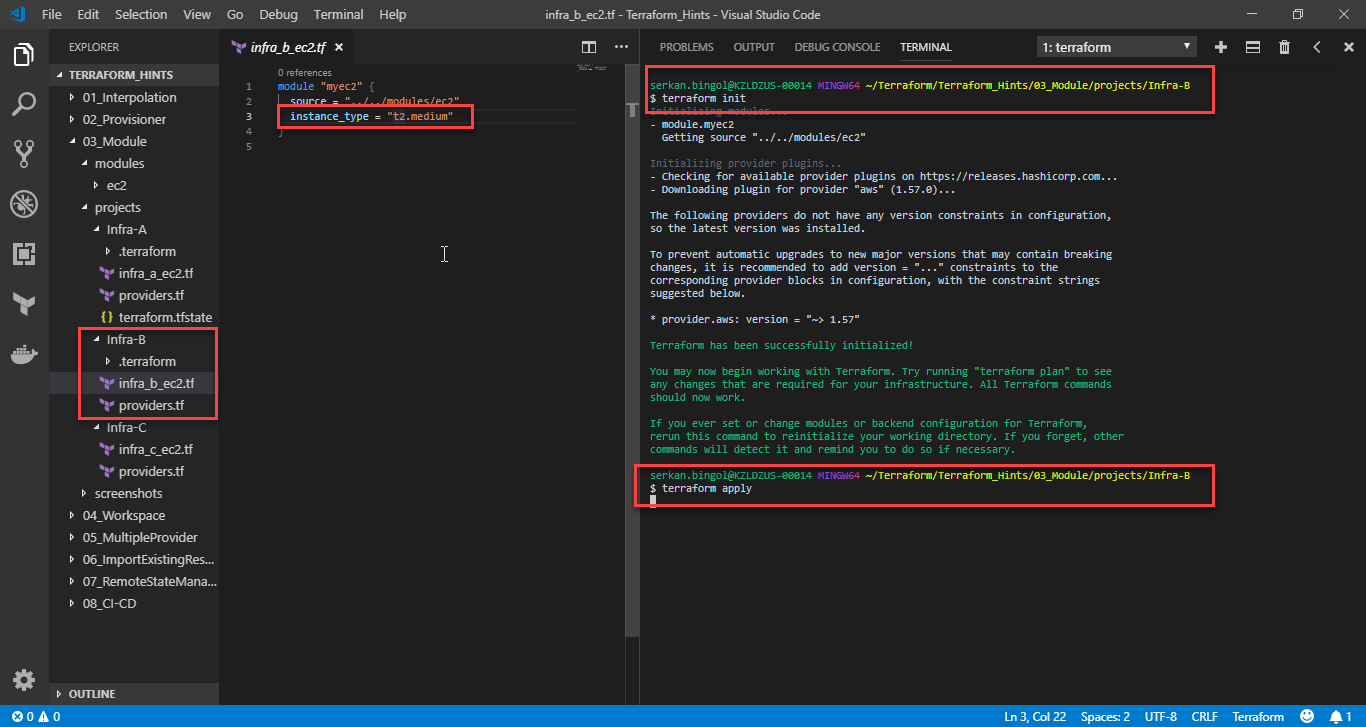 File Edit Selection View Go Debug Terminal Help
infra_b_ec2.tf - Terraform_Hints - Visual Studio Code
EXPLORER
TERRAFORM_HINTS
01_Interpolation
02_Provisioner
03_Module
modules
ec2
projects
Infra-A
.terraform
infra_a_ec2.tf
providers.tf
{} terraform.tfstate
Infra-B
.terraform
infra_b_ec2.tf
providers.tf
Infra-C
infra_c_ec2.tf
providers.tf
screenshots
04_Workspace
05_MultipleProvider
06_ImportExistingRes...
07_RemoteStateMana...
08_CI-CD
OUTLINE
infra_b_ec2.tf
0 references
1 module "myec2" {
2 source = "../../modules/ec2"
3 instance_type = "t2.medium"
4 }
5
PROBLEMS OUTPUT DEBUG CONSOLE TERMINAL
1: terraform
serkan.bingol@KZLDZUS-00014 MINGW64 ~/Terraform/Terraform_Hints/03_Module/projects/Infra-B
$ terraform init
Initializing modules...
- module.myec2
Getting source "../../modules/ec2"
Initializing provider plugins...
- Checking for available provider plugins on https://releases.hashicorp.com...
- Downloading plugin for provider "aws" (1.57.0)...
The following providers do not have any version constraints in configuration,
so the latest version was installed.
To prevent automatic upgrades to new major versions that may contain breaking
changes, it is recommended to add version = "..." constraints to the
corresponding provider blocks in configuration, with the constraint strings
suggested below.
* provider.aws: version = "~> 1.57"
Terraform has been successfully initialized!
You may now begin working with Terraform. Try running "terraform plan" to see
any changes that are required for your infrastructure. All Terraform commands
should now work.
If you ever set or change modules or backend configuration for Terraform,
rerun this command to reinitialize your working directory. If you forget, other
commands will detect it and remind you to do so if necessary.
serkan.bingol@KZLDZUS-00014 MINGW64 ~/Terraform/Terraform_Hints/03_Module/projects/Infra-B
$ terraform apply
0 0
Ln 3, Col 22 Spaces: 2 UTF-8 CRLF Terraform 1